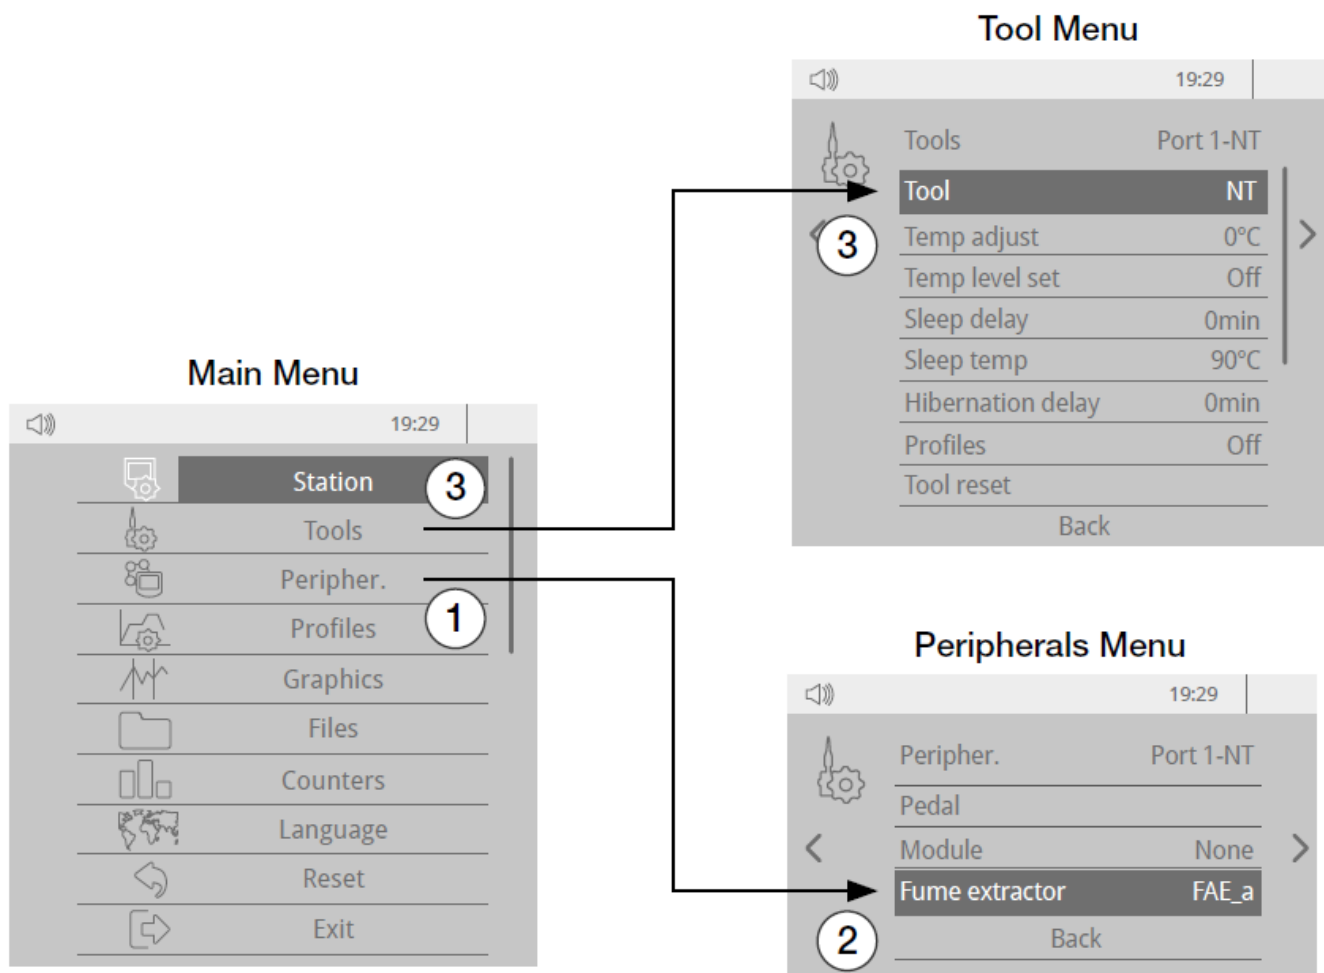 Tool Menu
19:29
Tools Port 1-NT
Tool NT
3
Temp adjust 0°C
Temp level set Off
Sleep delay 0min
Sleep temp 90°C
Hibernation delay 0min
Profiles Off
Tool reset
Back
Main Menu
19:29
Station
3
Tools
Peripher.
1
Profiles
Graphics
Files
Counters
Language
Reset
Exit
Peripherals Menu
19:29
Peripher. Port 1-NT
Pedal
Module None
Fume extractor FAE_a
2
Back